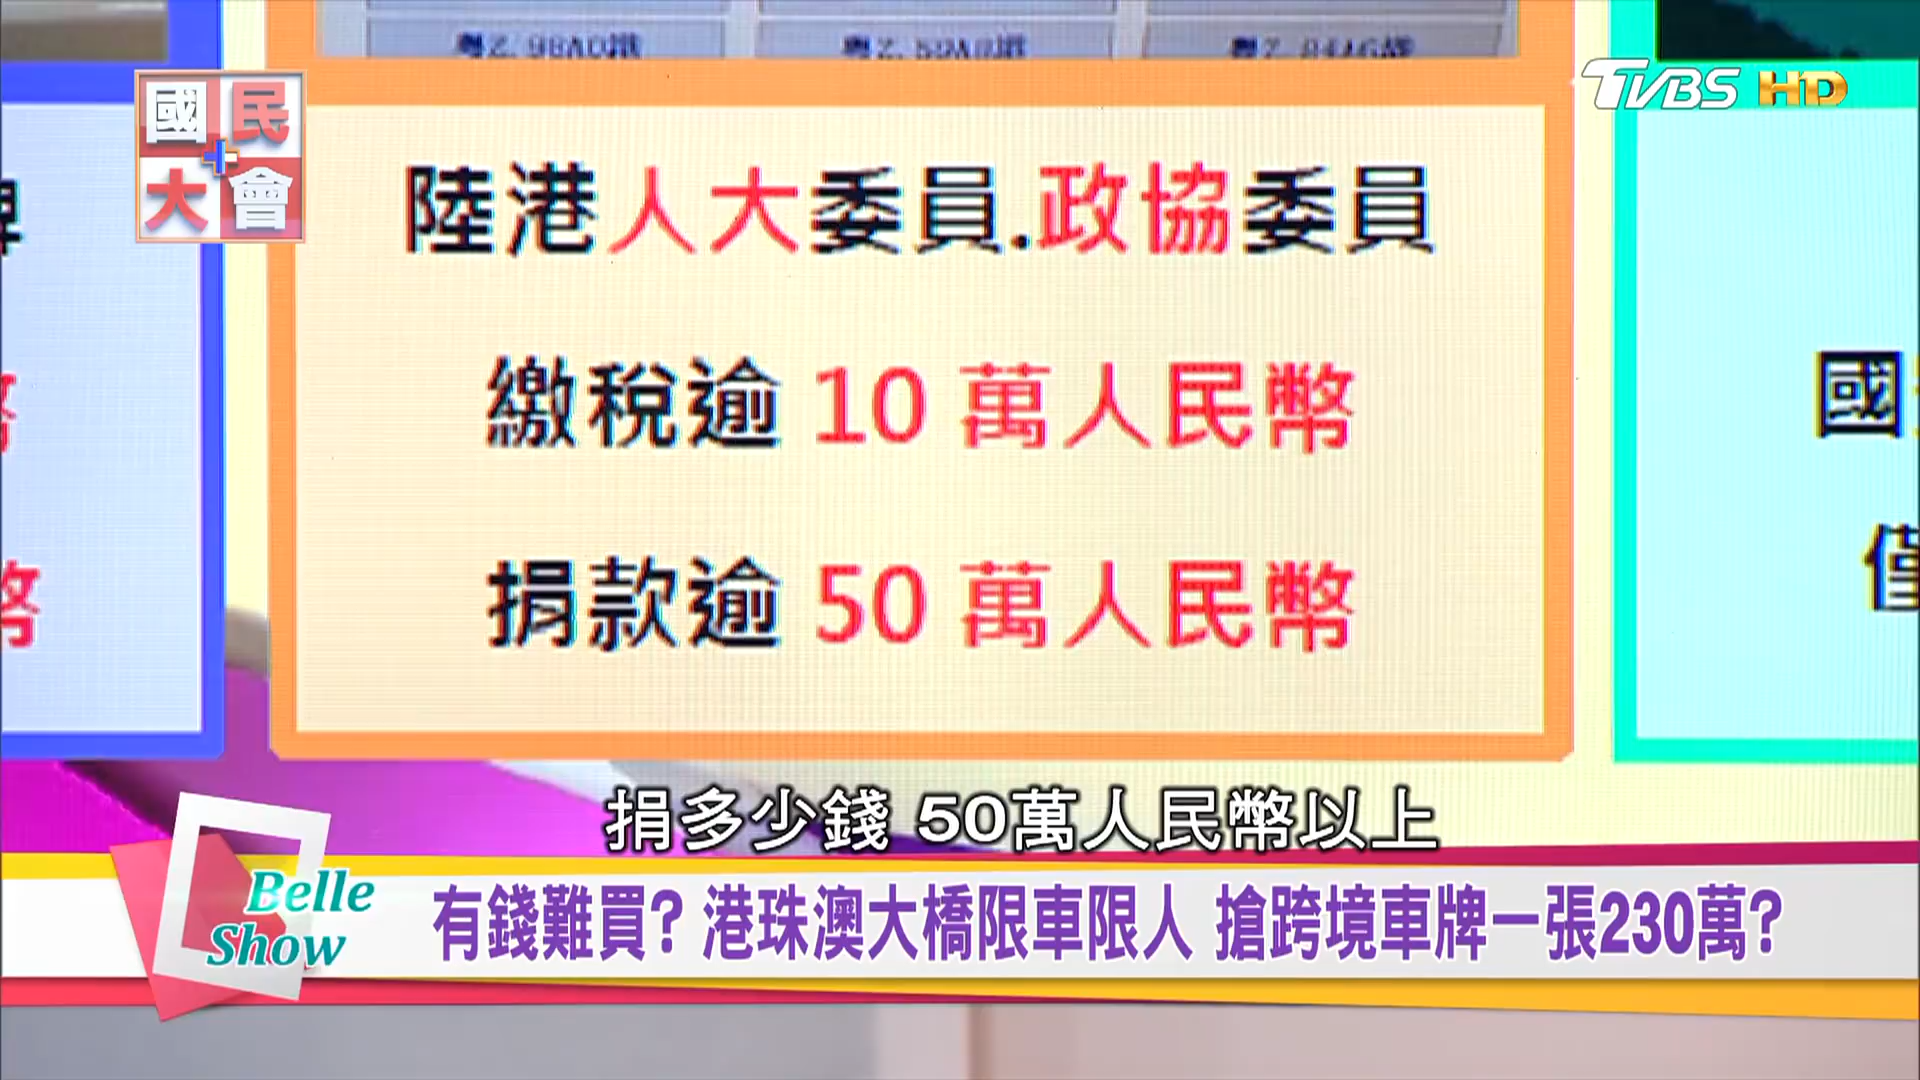 國民大會
TVBS HD
陸港人大委員.政協委員
繳稅逾 10 萬人民幣
捐款逾 50 萬人民幣
幣
國
僅
捐多少錢 50萬人民幣以上
Belle Show
有錢難買? 港珠澳大橋限車限人 搶跨境車牌一張230萬?